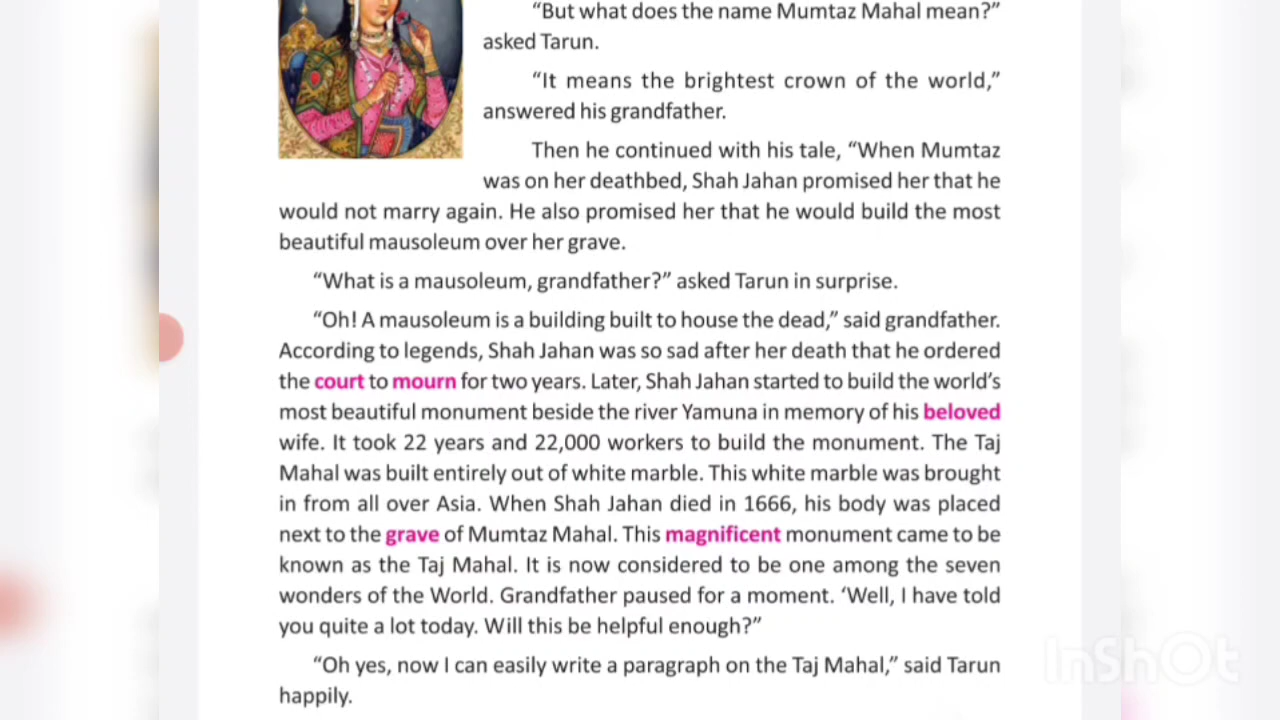 “But what does the name Mumtaz Mahal mean?”
asked Tarun.
“It means the brightest crown of the world,”
answered his grandfather.
Then he continued with his tale, “When Mumtaz
was on her deathbed, Shah Jahan promised her that he
would not marry again. He also promised her that he would build the most
beautiful mausoleum over her grave.
“What is a mausoleum, grandfather?” asked Tarun in surprise.
“Oh! A mausoleum is a building built to house the dead,” said grandfather.
According to legends, Shah Jahan was so sad after her death that he ordered
the court to mourn for two years. Later, Shah Jahan started to build the world’s
most beautiful monument beside the river Yamuna in memory of his beloved
wife. It took 22 years and 22,000 workers to build the monument. The Taj
Mahal was built entirely out of white marble. This white marble was brought
in from all over Asia. When Shah Jahan died in 1666, his body was placed
next to the grave of Mumtaz Mahal. This magnificent monument came to be
known as the Taj Mahal. It is now considered to be one among the seven
wonders of the World. Grandfather paused for a moment. ‘Well, I have told
you quite a lot today. Will this be helpful enough?”
“Oh yes, now I can easily write a paragraph on the Taj Mahal,” said Tarun
happily.
InShOt